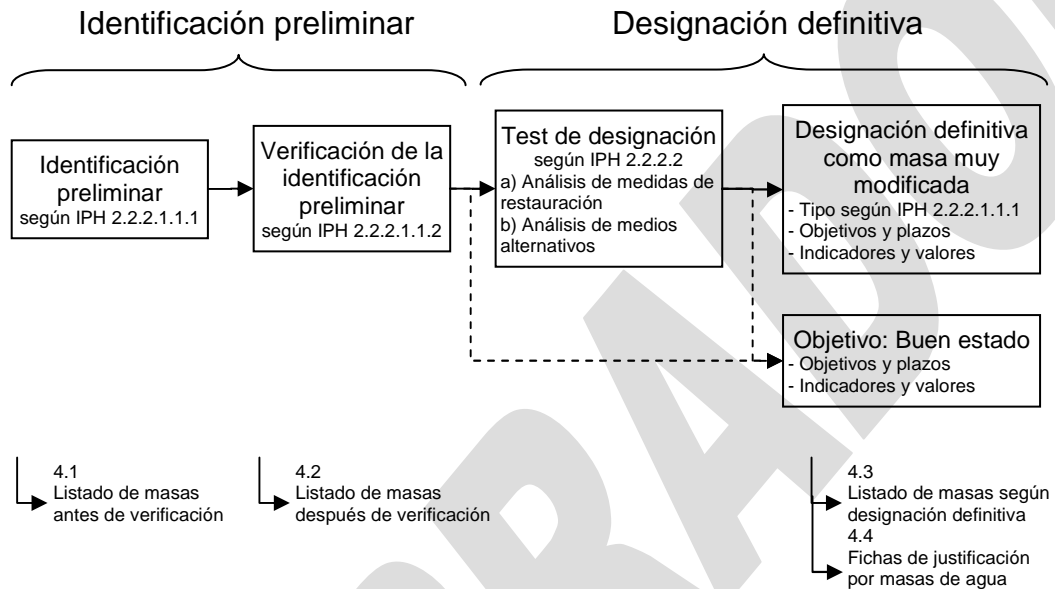 Identificación preliminar
Designación definitiva
Identificación
preliminar
según IPH 2.2.2.1.1.1
Verificación de la
identificación
preliminar
según IPH 2.2.2.1.1.2
Test de designación
según IPH 2.2.2.2
a) Análisis de medidas de
restauración
b) Análisis de medios
alternativos
Designación definitiva
como masa muy
modificada
- Tipo según IPH 2.2.2.1.1.1
- Objetivos y plazos
- Indicadores y valores
Objetivo: Buen estado
- Objetivos y plazos
- Indicadores y valores
4.1
Listado de masas
antes de verificación
4.2
Listado de masas
después de verificación
4.3
Listado de masas según
designación definitiva
4.4
Fichas de justificación
por masas de agua